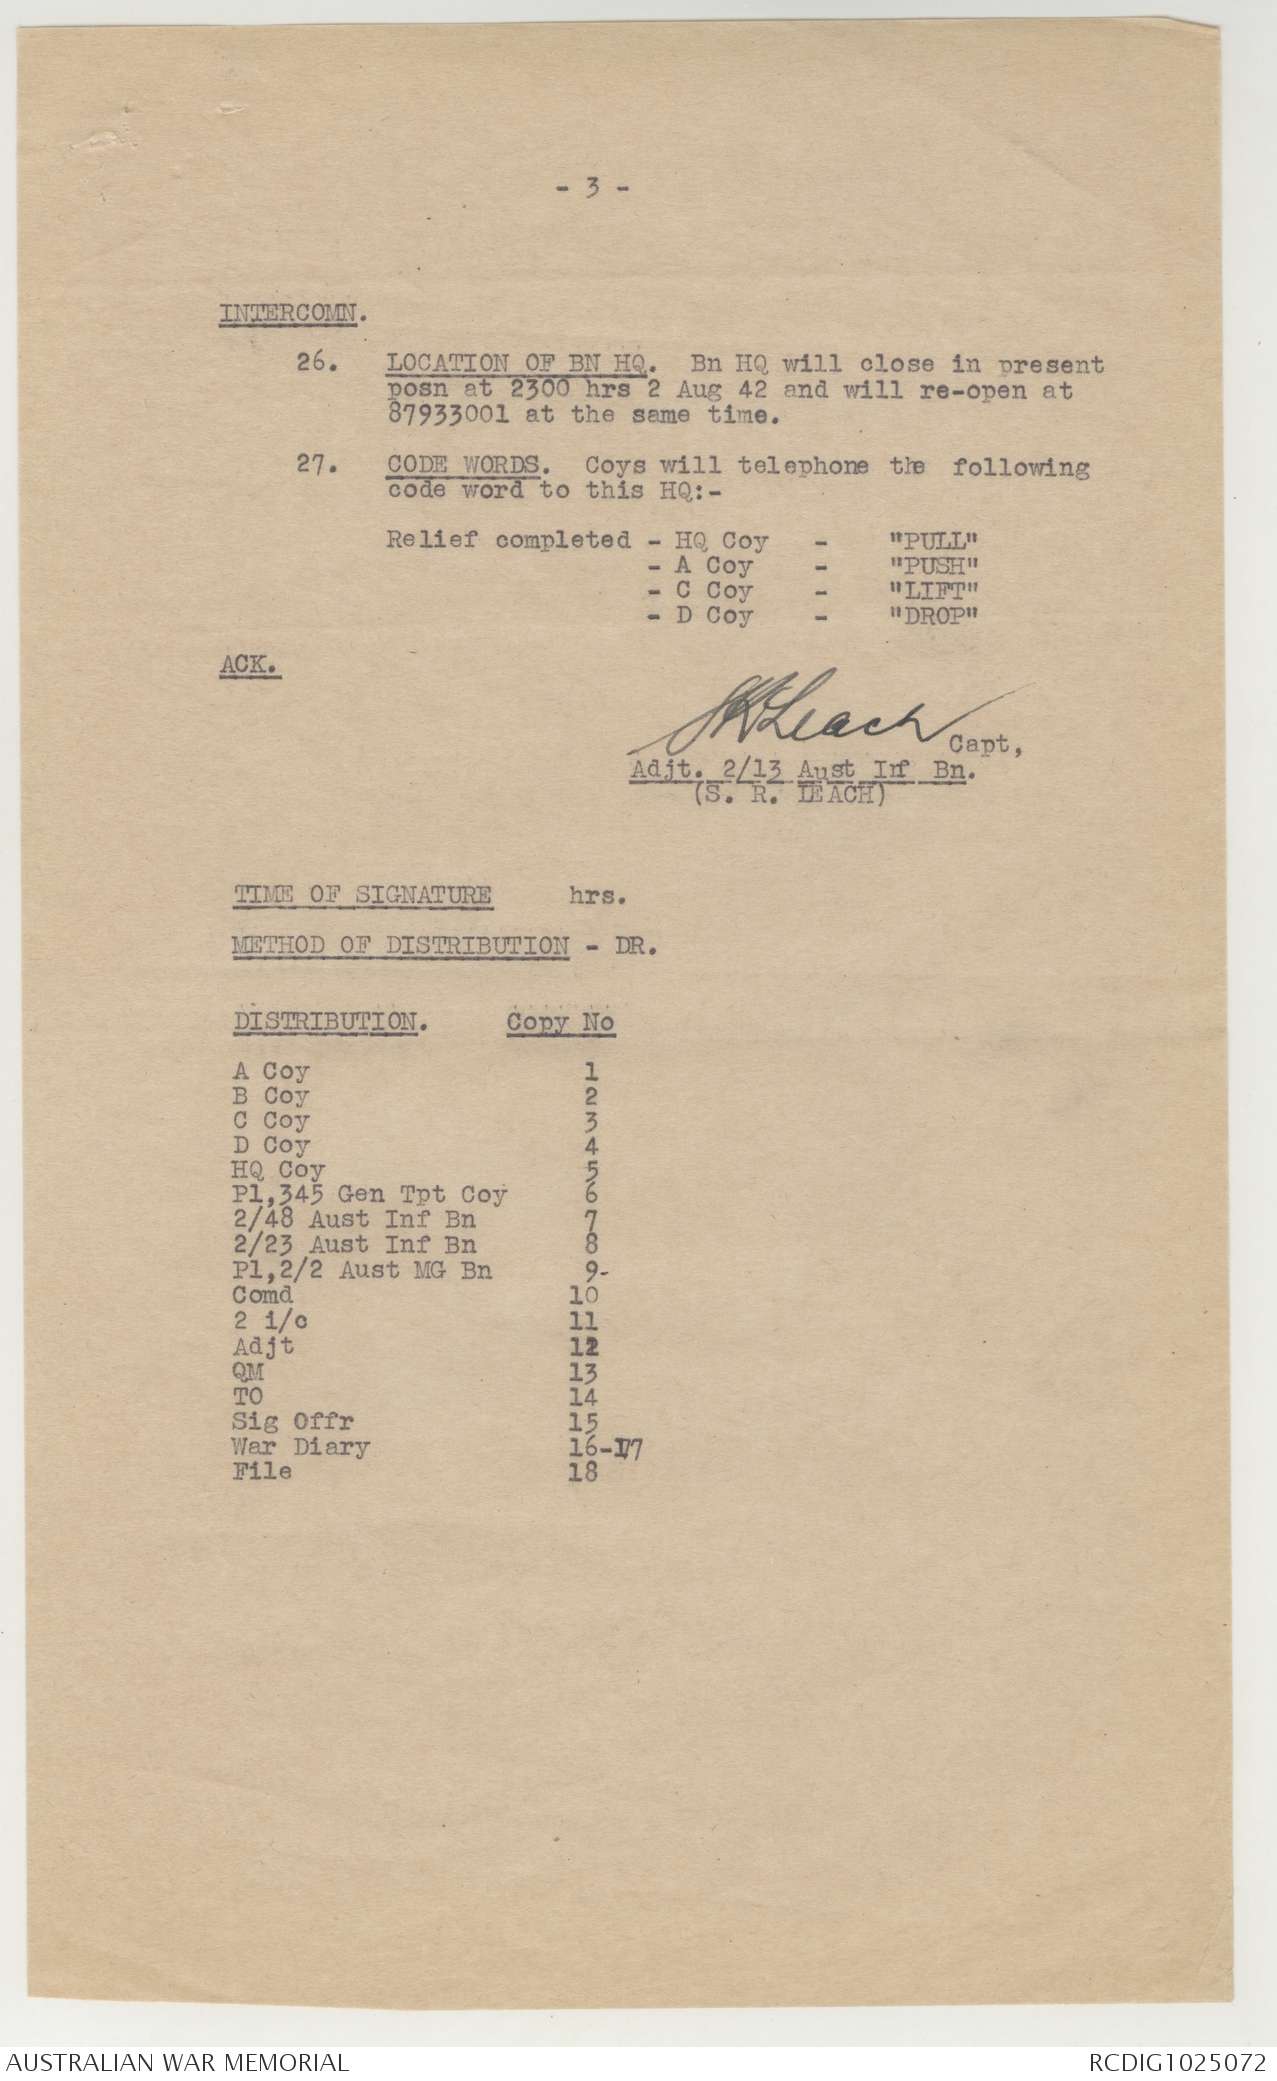 - 3 -
INTERCOMN.
26. LOCATION OF BN HQ. Bn HQ will close in present
posn at 2300 hrs 2 Aug 42 and will re-open at
87933001 at the same time.
27. CODE WORDS. Coys will telephone the following
code word to this HQ:-
Relief completed - HQ Coy - "PULL"
- A Coy - "PUSH"
- C Coy - "LIFT"
- D Coy - "DROP"
ACK.
SRLeach Capt,
Adjt. 2/13 Aust Inf Bn.
(S. R. LEACH)
TIME OF SIGNATURE hrs.
METHOD OF DISTRIBUTION - DR.
DISTRIBUTION. Copy No
A Coy 1
B Coy 2
C Coy 3
D Coy 4
HQ Coy 5
Pl,345 Gen Tpt Coy 6
2/48 Aust Inf Bn 7
2/23 Aust Inf Bn 8
Pl,2/2 Aust MG Bn 9-
Comd 10
2 i/c 11
Adjt 12
QM 13
TO 14
Sig Offr 15
War Diary 16-17
File 18
AUSTRALIAN WAR MEMORIAL RCDIG1025072